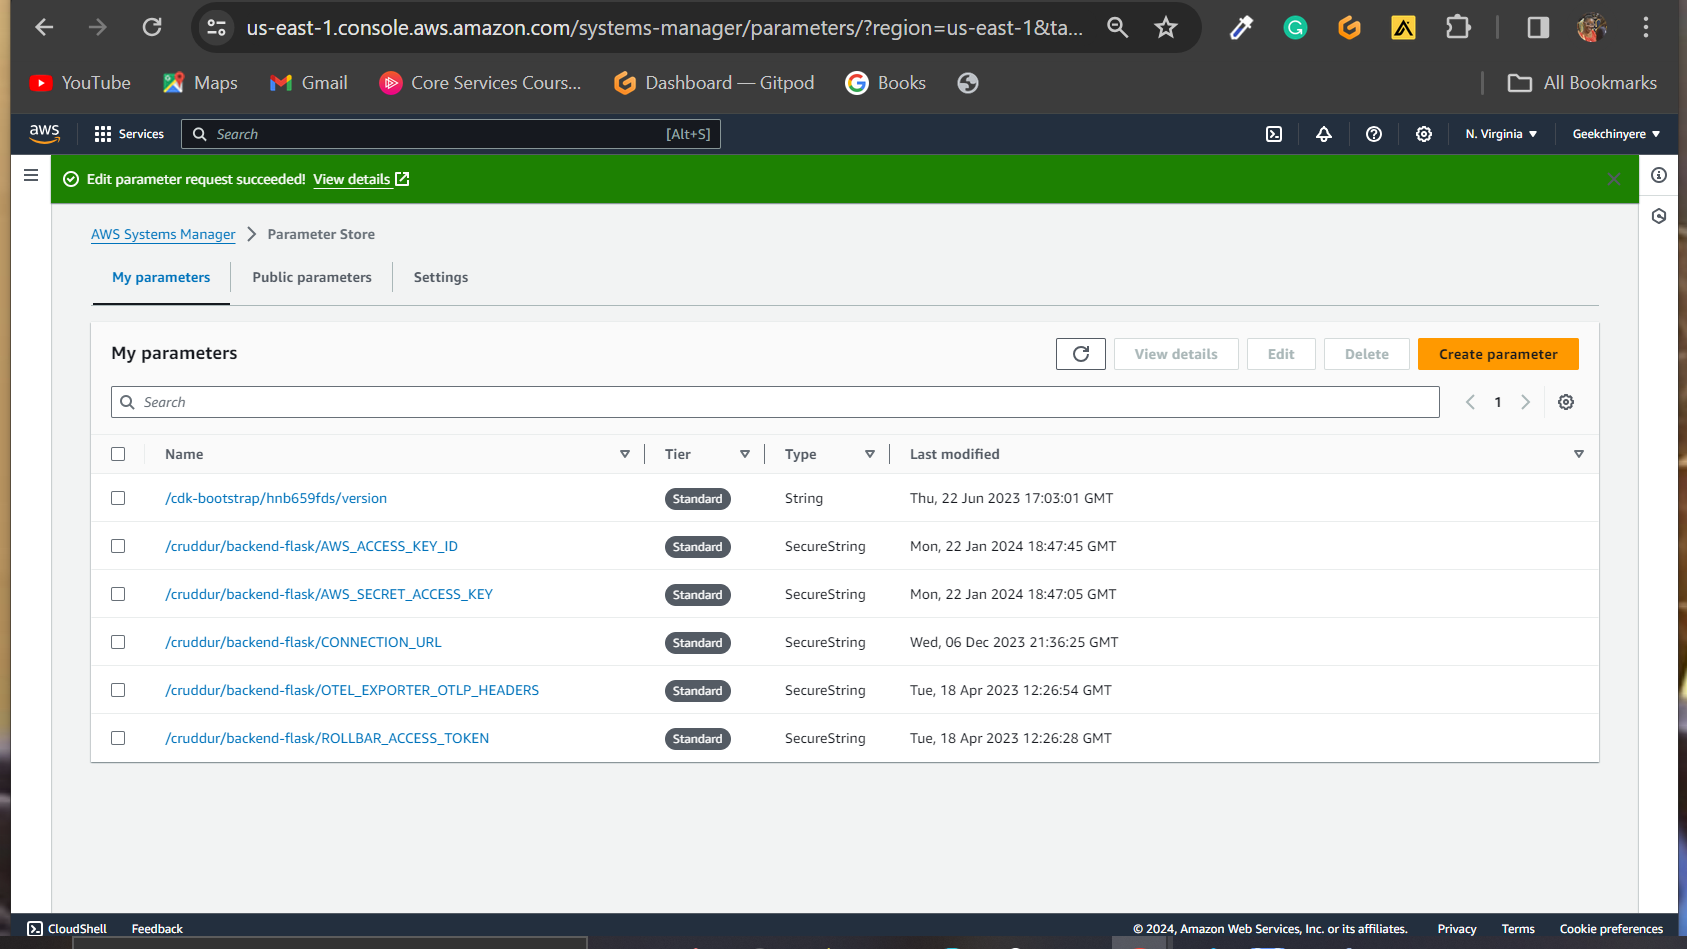 us-east-1.console.aws.amazon.com/systems-manager/parameters/?region=us-east-1&ta...
YouTube Maps Gmail Core Services Cours... Dashboard — Gitpod Books All Bookmarks
aws Services Search [Alt+S] N. Virginia Geekchinyere
Edit parameter request succeeded! View details
AWS Systems Manager Parameter Store
My parameters Public parameters Settings
My parameters View details Edit Delete Create parameter
Search 1
Name Tier Type Last modified
/cdk-bootstrap/hnb659fds/version Standard String Thu, 22 Jun 2023 17:03:01 GMT
/cruddur/backend-flask/AWS_ACCESS_KEY_ID Standard SecureString Mon, 22 Jan 2024 18:47:45 GMT
/cruddur/backend-flask/AWS_SECRET_ACCESS_KEY Standard SecureString Mon, 22 Jan 2024 18:47:05 GMT
/cruddur/backend-flask/CONNECTION_URL Standard SecureString Wed, 06 Dec 2023 21:36:25 GMT
/cruddur/backend-flask/OTEL_EXPORTER_OTLP_HEADERS Standard SecureString Tue, 18 Apr 2023 12:26:54 GMT
/cruddur/backend-flask/ROLLBAR_ACCESS_TOKEN Standard SecureString Tue, 18 Apr 2023 12:26:28 GMT
CloudShell Feedback © 2024, Amazon Web Services, Inc. or its affiliates. Privacy Terms Cookie preferences